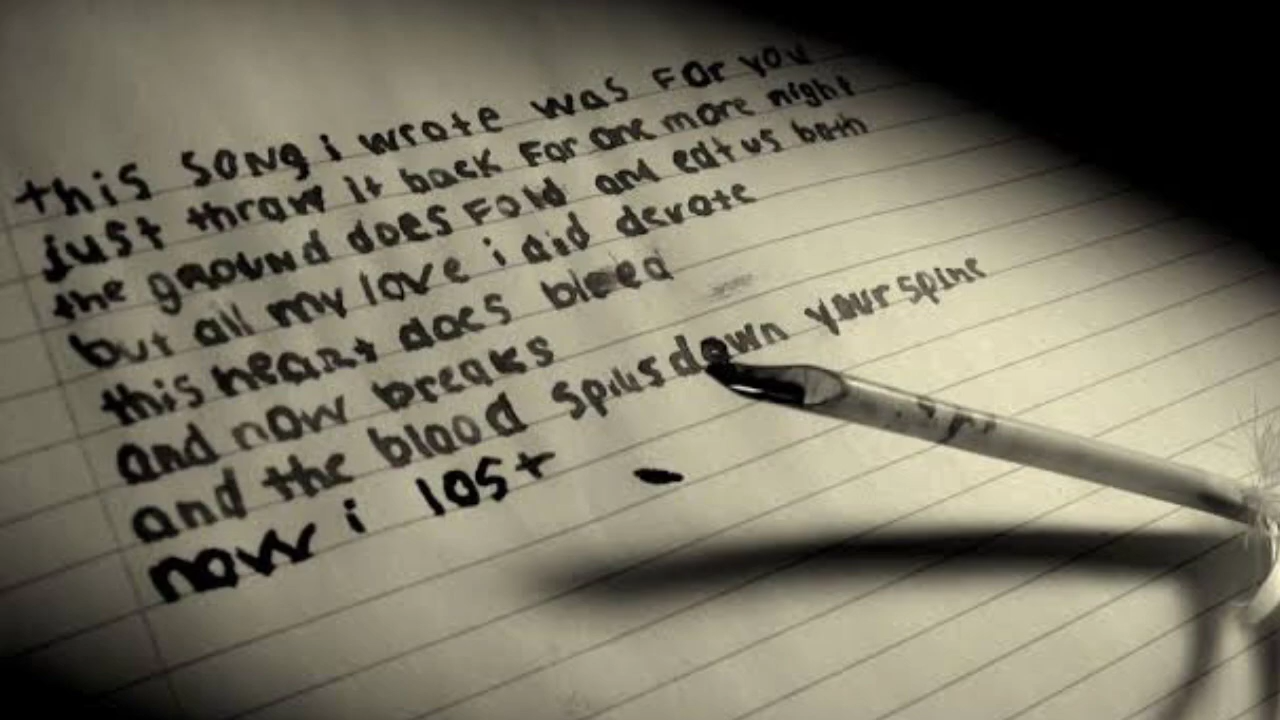 this song i wrote was for you
just throw it back for one more night
the ground does fold and eat us both
but all my love i did devote
this heart does bleed
and now breaks
and the blood spills down your spine
now i lost